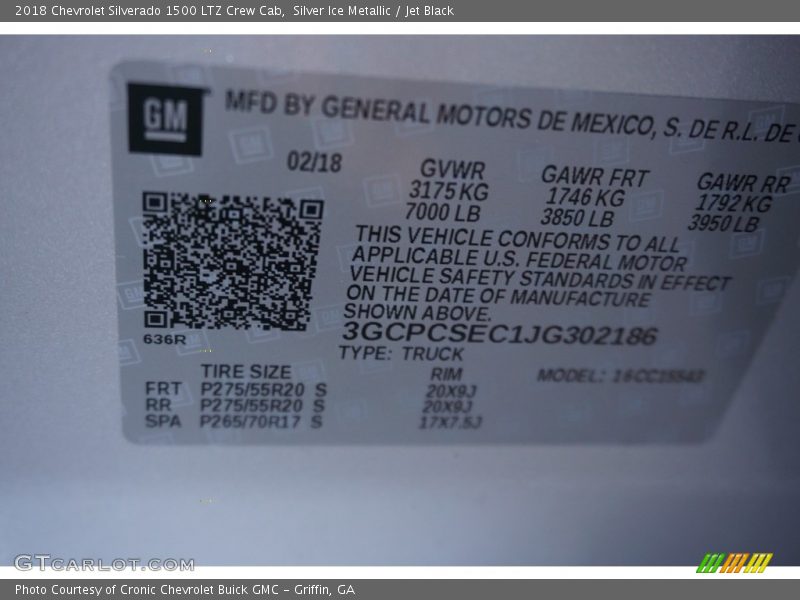 2018 Chevrolet Silverado 1500 LTZ Crew Cab, Silver Ice Metallic / Jet Black
GM
MFD BY GENERAL MOTORS DE MEXICO, S. DE R.L. DE
02/18
GVWR GAWR FRT GAWR RR
3175 KG 1746 KG 1792 KG
7000 LB 3850 LB 3950 LB
THIS VEHICLE CONFORMS TO ALL
APPLICABLE U.S. FEDERAL MOTOR
VEHICLE SAFETY STANDARDS IN EFFECT
ON THE DATE OF MANUFACTURE
SHOWN ABOVE.
636R
3GCPCSEC1JG302186
TYPE: TRUCK
TIRE SIZE RIM MODEL:
FRT P275/55R20 S 20X9J
RR P275/55R20 S 20X9J
SPA P265/70R17 S 17X7.5J
GTCARLOT.COM
Photo Courtesy of Cronic Chevrolet Buick GMC – Griffin, GA